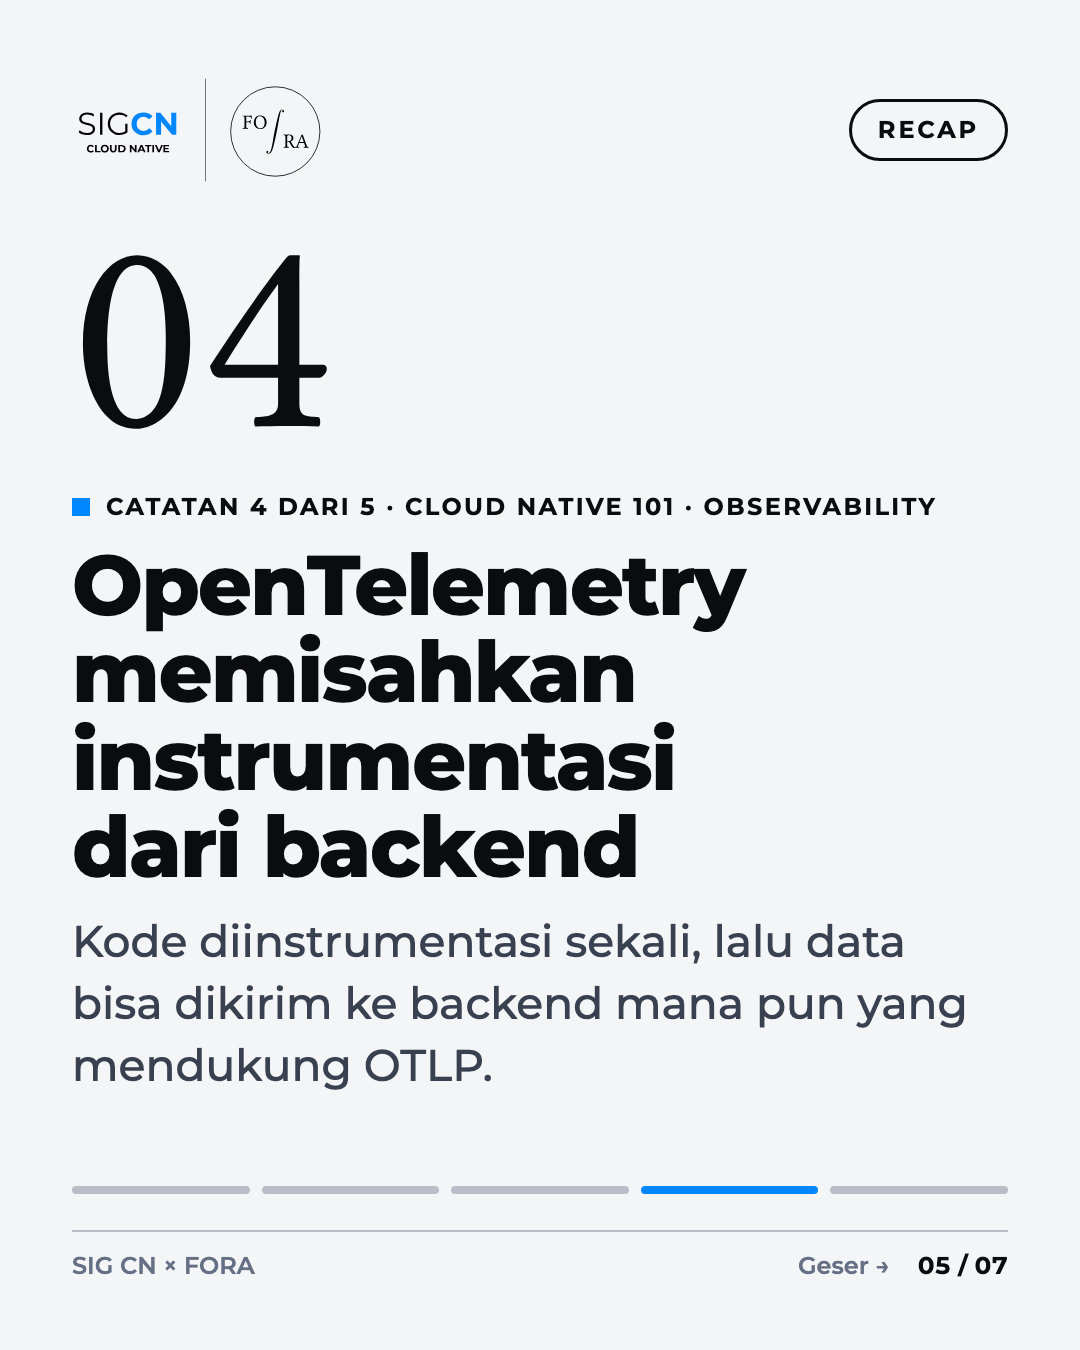 SIGCN
CLOUD NATIVE
FO RA
RECAP
04
CATATAN 4 DARI 5 · CLOUD NATIVE 101 · OBSERVABILITY
OpenTelemetry
memisahkan
instrumentasi
dari backend
Kode diinstrumentasi sekali, lalu data
bisa dikirim ke backend mana pun yang
mendukung OTLP.
SIG CN × FORA
Geser → 05 / 07